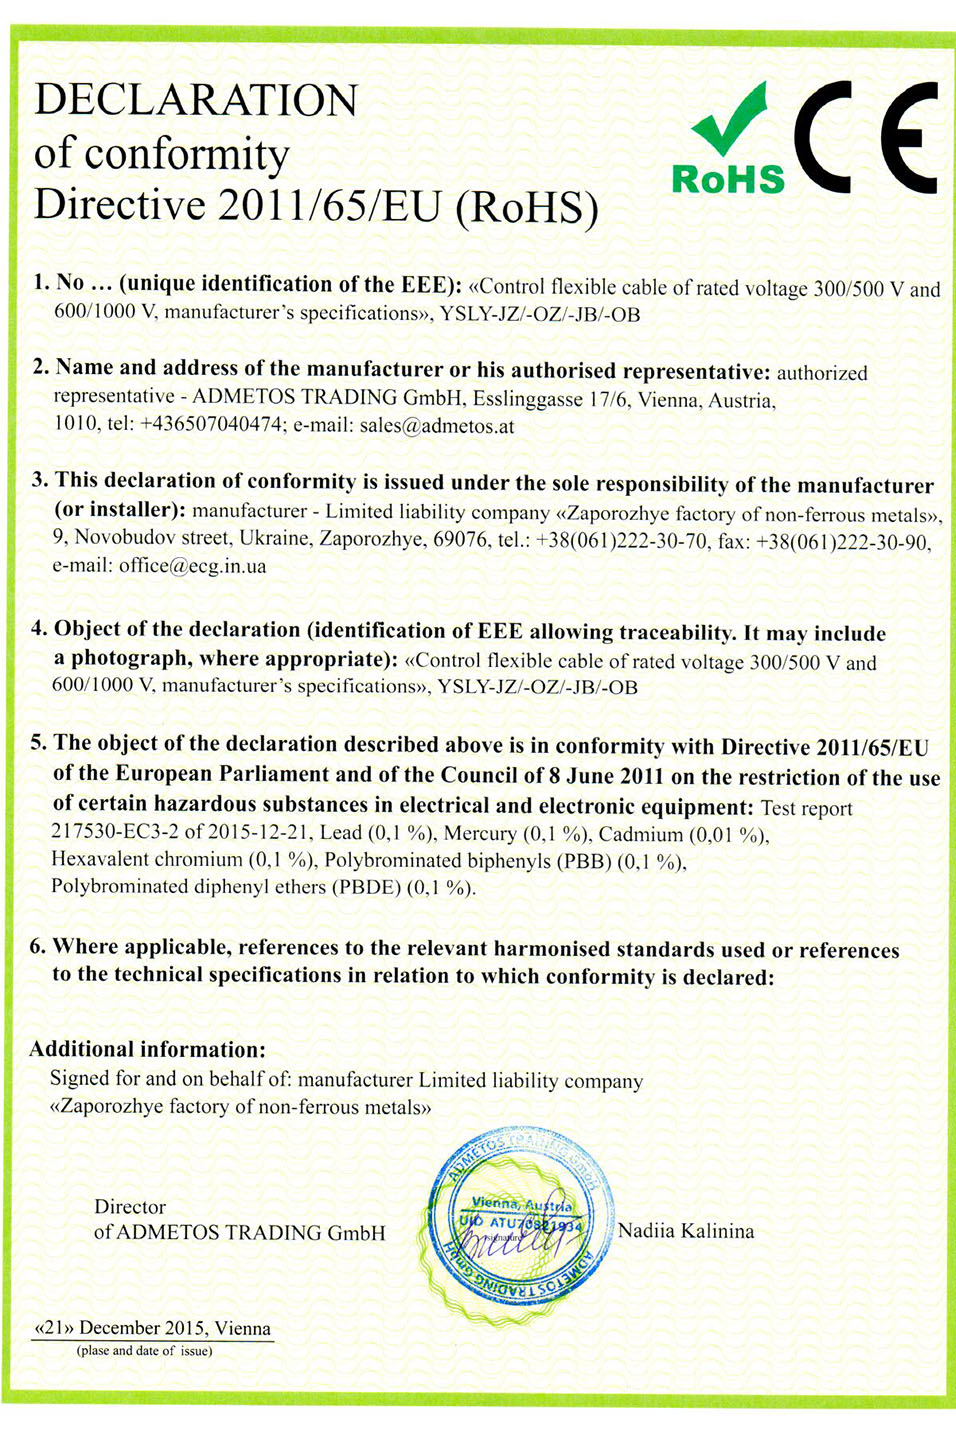 DECLARATION
of conformity
Directive 2011/65/EU (RoHS)
RoHS
CE
1. No ... (unique identification of the EEE): «Control flexible cable of rated voltage 300/500 V and
600/1000 V, manufacturer's specifications», YSLY-JZ/-OZ/-JB/-OB
2. Name and address of the manufacturer or his authorised representative: authorized
representative - ADMETOS TRADING GmbH, Esslinggasse 17/6, Vienna, Austria,
1010, tel: +436507040474; e-mail: sales@admetos.at
3. This declaration of conformity is issued under the sole responsibility of the manufacturer
(or installer): manufacturer - Limited liability company «Zaporozhye factory of non-ferrous metals»,
9, Novobudov street, Ukraine, Zaporozhye, 69076, tel.: +38(061)222-30-70, fax: +38(061)222-30-90,
e-mail: office@ecg.in.ua
4. Object of the declaration (identification of EEE allowing traceability. It may include
a photograph, where appropriate): «Control flexible cable of rated voltage 300/500 V and
600/1000 V, manufacturer's specifications», YSLY-JZ/-OZ/-JB/-OB
5. The object of the declaration described above is in conformity with Directive 2011/65/EU
of the European Parliament and of the Council of 8 June 2011 on the restriction of the use
of certain hazardous substances in electrical and electronic equipment: Test report
217530-EC3-2 of 2015-12-21, Lead (0,1 %), Mercury (0,1 %), Cadmium (0,01 %),
Hexavalent chromium (0,1 %), Polybrominated biphenyls (PBB) (0,1 %),
Polybrominated diphenyl ethers (PBDE) (0,1 %).
6. Where applicable, references to the relevant harmonised standards used or references
to the technical specifications in relation to which conformity is declared:
Additional information:
Signed for and on behalf of: manufacturer Limited liability company
«Zaporozhye factory of non-ferrous metals»
ADMETOS TRADING GmbH
Vienna, Austria
UID ATU70821934
signature
ADMETOS TRADING GmbH
Director
of ADMETOS TRADING GmbH
Nadiia Kalinina
«21» December 2015, Vienna
(plase and date of issue)